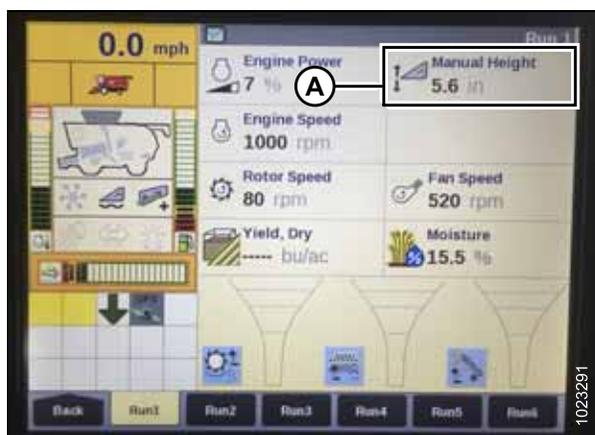 0.0 mph
Run 1
Engine Power
7 %
A
Manual Height
5.6 in
Engine Speed
1000 rpm
Rotor Speed
80 rpm
Fan Speed
520 rpm
Yield, Dry
----- bu/ac
Moisture
15.5 %
Back
Run1
Run2
Run3
Run4
Run5
Run6
1023291